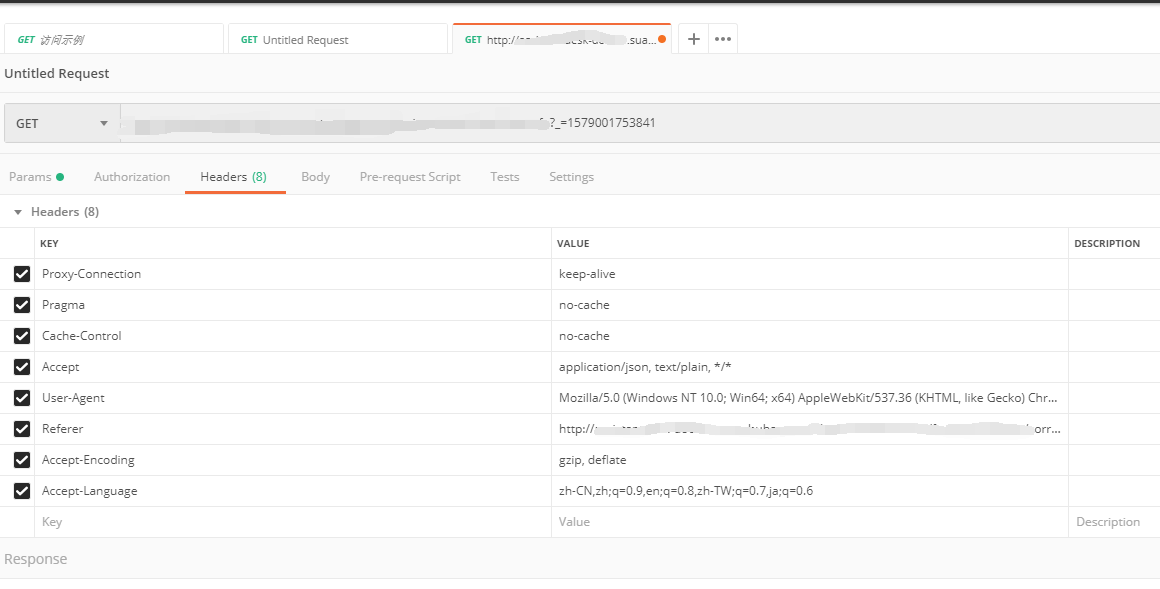 GET 访问示例
GET Untitled Request
GET http:// .sua...
Untitled Request
GET ?_=1579001753841
Params Authorization Headers (8) Body Pre-request Script Tests Settings
Headers (8)
KEY VALUE DESCRIPTION
Proxy-Connection keep-alive
Pragma no-cache
Cache-Control no-cache
Accept application/json, text/plain, */*
User-Agent Mozilla/5.0 (Windows NT 10.0; Win64; x64) AppleWebKit/537.36 (KHTML, like Gecko) Chr...
Referer http:// orr...
Accept-Encoding gzip, deflate
Accept-Language zh-CN,zh;q=0.9,en;q=0.8,zh-TW;q=0.7,ja;q=0.6
Key Value Description
Response